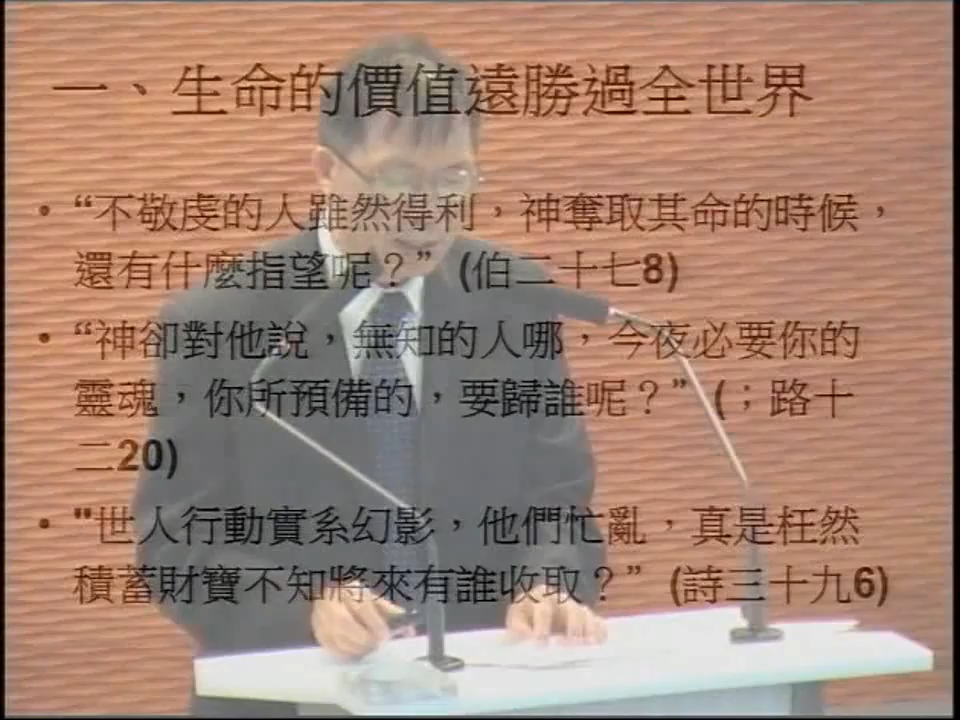 一、生命的價值遠勝過全世界
• “不敬虔的人雖然得利，神奪取其命的時候，
還有什麼指望呢？” (伯二十七8)
• “神卻對他說，無知的人哪，今夜必要你的
靈魂，你所預備的，要歸誰呢？” (；路十
二20)
• "世人行動實系幻影，他們忙亂，真是枉然
積蓄財寶不知將來有誰收取？” (詩三十九6)